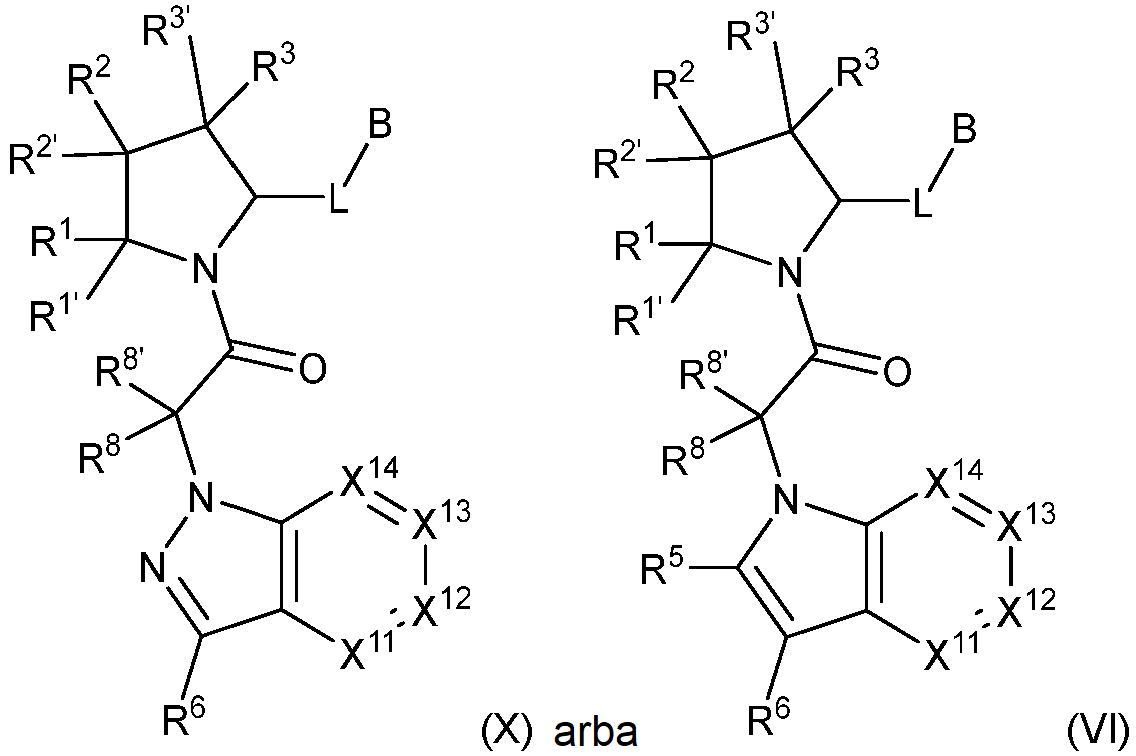 R3' R3' 
R2 R3 R2 R3
B B
R2' R2'
L L
R1 N R1 N
R1' R1'
R8' O R8' O
R8 R8
N X14 N X14
X13 X13
N R5
X12 X12
X11 X11
R6 R6
(X) arba (VI)